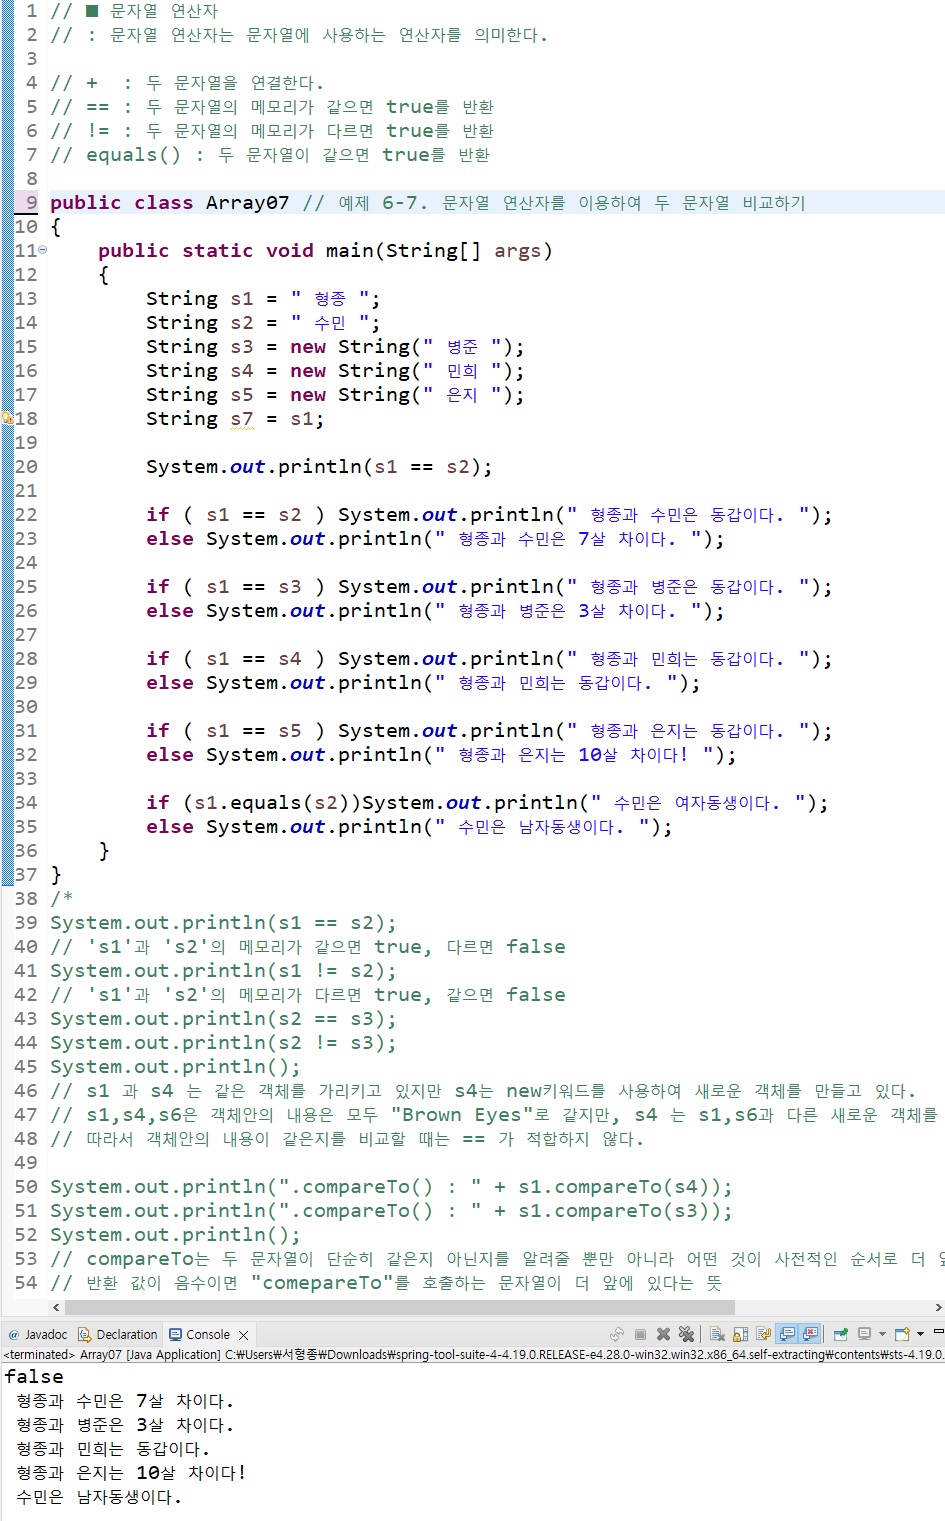 1 // ■ 문자열 연산자
2 // : 문자열 연산자는 문자열에 사용하는 연산자를 의미한다.
3
4 // +  : 두 문자열을 연결한다.
5 // == : 두 문자열의 메모리가 같으면 true를 반환
6 // != : 두 문자열의 메모리가 다르면 true를 반환
7 // equals() : 두 문자열이 같으면 true를 반환
8
9 public class Array07 // 예제 6-7. 문자열 연산자를 이용하여 두 문자열 비교하기
10 {
11     public static void main(String[] args)
12     {
13         String s1 = " 형종 ";
14         String s2 = " 수민 ";
15         String s3 = new String(" 병준 ");
16         String s4 = new String(" 민희 ");
17         String s5 = new String(" 은지 ");
18         String s7 = s1;
19
20         System.out.println(s1 == s2);
21
22         if ( s1 == s2 ) System.out.println(" 형종과 수민은 동갑이다. ");
23         else System.out.println(" 형종과 수민은 7살 차이다. ");
24
25         if ( s1 == s3 ) System.out.println(" 형종과 병준은 동갑이다. ");
26         else System.out.println(" 형종과 병준은 3살 차이다. ");
27
28         if ( s1 == s4 ) System.out.println(" 형종과 민희는 동갑이다. ");
29         else System.out.println(" 형종과 민희는 동갑이다. ");
30
31         if ( s1 == s5 ) System.out.println(" 형종과 은지는 동갑이다. ");
32         else System.out.println(" 형종과 은지는 10살 차이다! ");
33
34         if (s1.equals(s2))System.out.println(" 수민은 여자동생이다. ");
35         else System.out.println(" 수민은 남자동생이다. ");
36     }
37 }
38 /*
39 System.out.println(s1 == s2);
40 // 's1'과 's2'의 메모리가 같으면 true, 다르면 false
41 System.out.println(s1 != s2);
42 // 's1'과 's2'의 메모리가 다르면 true, 같으면 false
43 System.out.println(s2 == s3);
44 System.out.println(s2 != s3);
45 System.out.println();
46 // s1 과 s4 는 같은 객체를 가리키고 있지만 s4는 new키워드를 사용하여 새로운 객체를 만들고 있다.
47 // s1,s4,s6은 객체안의 내용은 모두 "Brown Eyes"로 같지만, s4 는 s1,s6과 다른 새로운 객체를
48 // 따라서 객체안의 내용이 같은지를 비교할 때는 == 가 적합하지 않다.
49
50 System.out.println(".compareTo() : " + s1.compareTo(s4));
51 System.out.println(".compareTo() : " + s1.compareTo(s3));
52 System.out.println();
53 // compareTo는 두 문자열이 단순히 같은지 아닌지를 알려줄 뿐만 아니라 어떤 것이 사전적인 순서로 더
54 // 반환 값이 음수이면 "comepareTo"를 호출하는 문자열이 더 앞에 있다는 뜻
@ Javadoc Declaration Console
<terminated> Array07 [Java Application] C:₩Users₩서형종₩Downloads₩spring-tool-suite-4-4.19.0.RELEASE-e4.28.0-win32.win32.x86_64.self-extracting₩contents₩sts-4.19.0.
false
형종과 수민은 7살 차이다.
형종과 병준은 3살 차이다.
형종과 민희는 동갑이다.
형종과 은지는 10살 차이다!
수민은 남자동생이다.